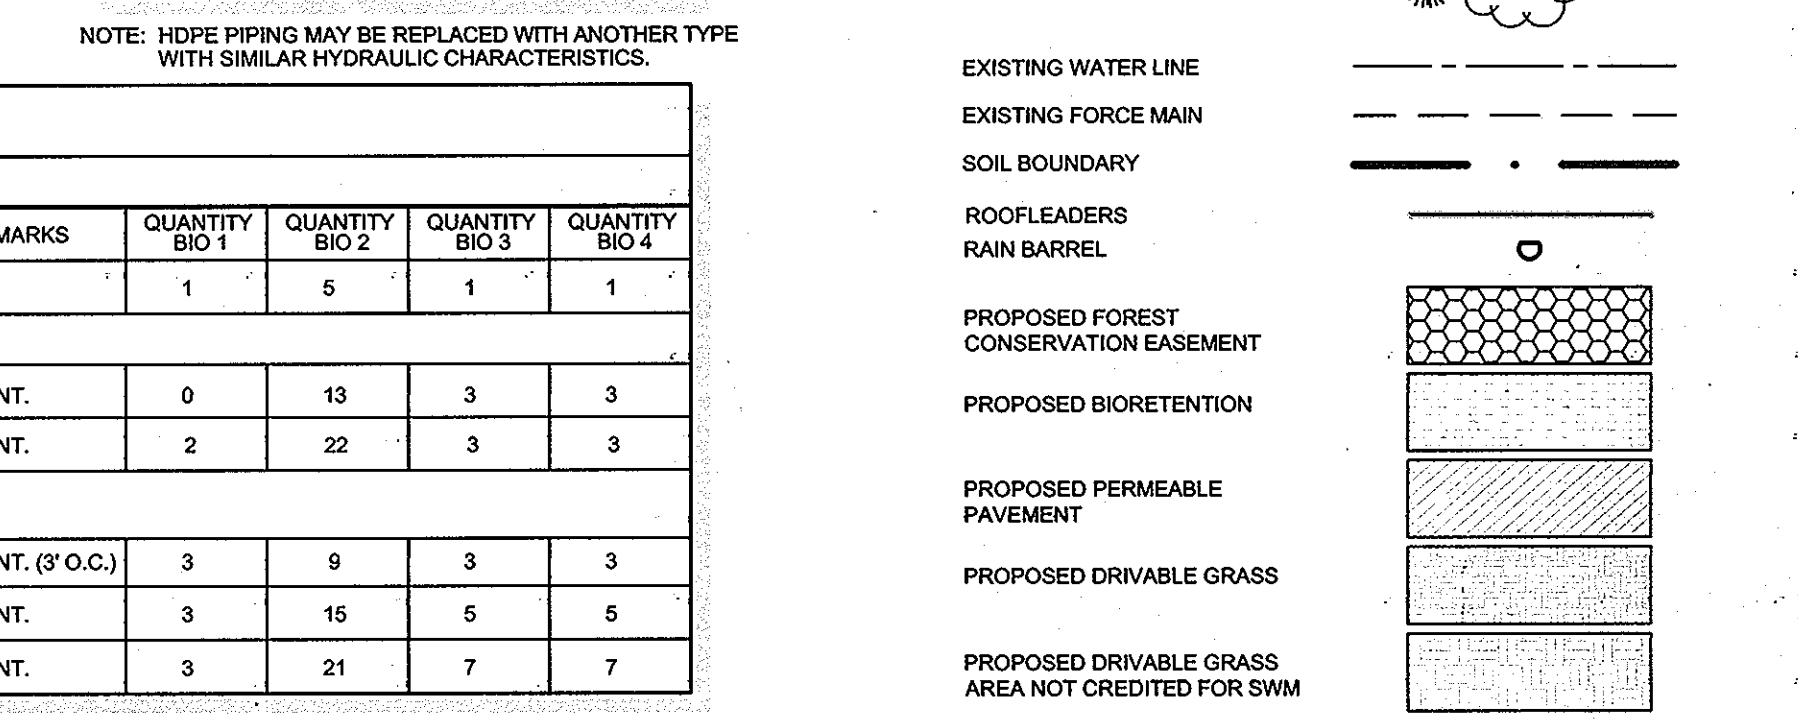 NOTE: HDPE PIPING MAY BE REPLACED WITH ANOTHER TYPE
WITH SIMILAR HYDRAULIC CHARACTERISTICS.
MARKS QUANTITY BIO 1 QUANTITY BIO 2 QUANTITY BIO 3 QUANTITY BIO 4
1 5 1 1
NT. 0 13 3 3
NT. 2 22 3 3
NT. (3' O.C.) 3 9 3 3
NT. 3 15 5 5
NT. 3 21 7 7
EXISTING WATER LINE
EXISTING FORCE MAIN
SOIL BOUNDARY
ROOFLEADERS
RAIN BARREL
PROPOSED FOREST
CONSERVATION EASEMENT
PROPOSED BIORETENTION
PROPOSED PERMEABLE
PAVEMENT
PROPOSED DRIVABLE GRASS
PROPOSED DRIVABLE GRASS
AREA NOT CREDITED FOR SWM